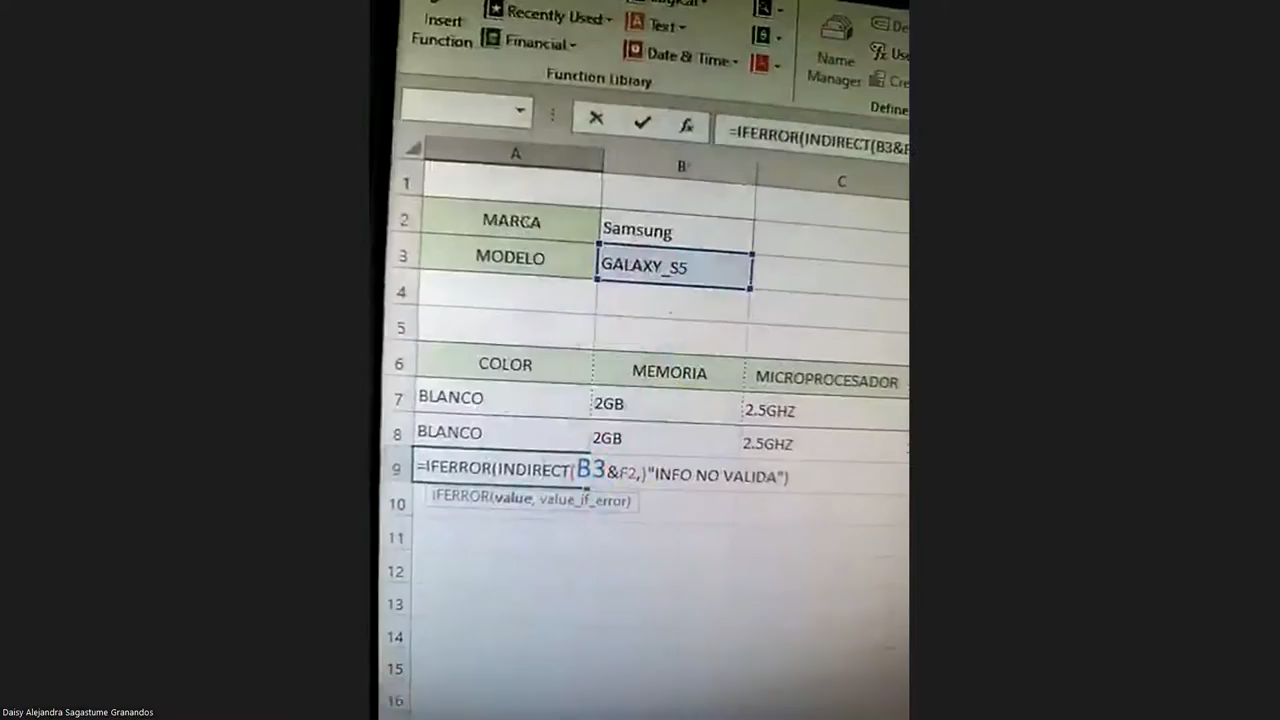 Insert
Function
Recently Used
Financial
Text
Date & Time
Name
Manager
Function Library
=IFERROR(INDIRECT(B3&F
A B C
1
2 MARCA Samsung
3 MODELO GALAXY_S5
4
5
6 COLOR MEMORIA MICROPROCESADOR
7 BLANCO 2GB 2.5GHZ
8 BLANCO 2GB 2.5GHZ
9 =IFERROR(INDIRECT(B3&F2,)"INFO NO VALIDA")
10 IFERROR(value, value_if_error)
11
12
13
14
15
16
Daisy Alejandra Sagastume Granandos